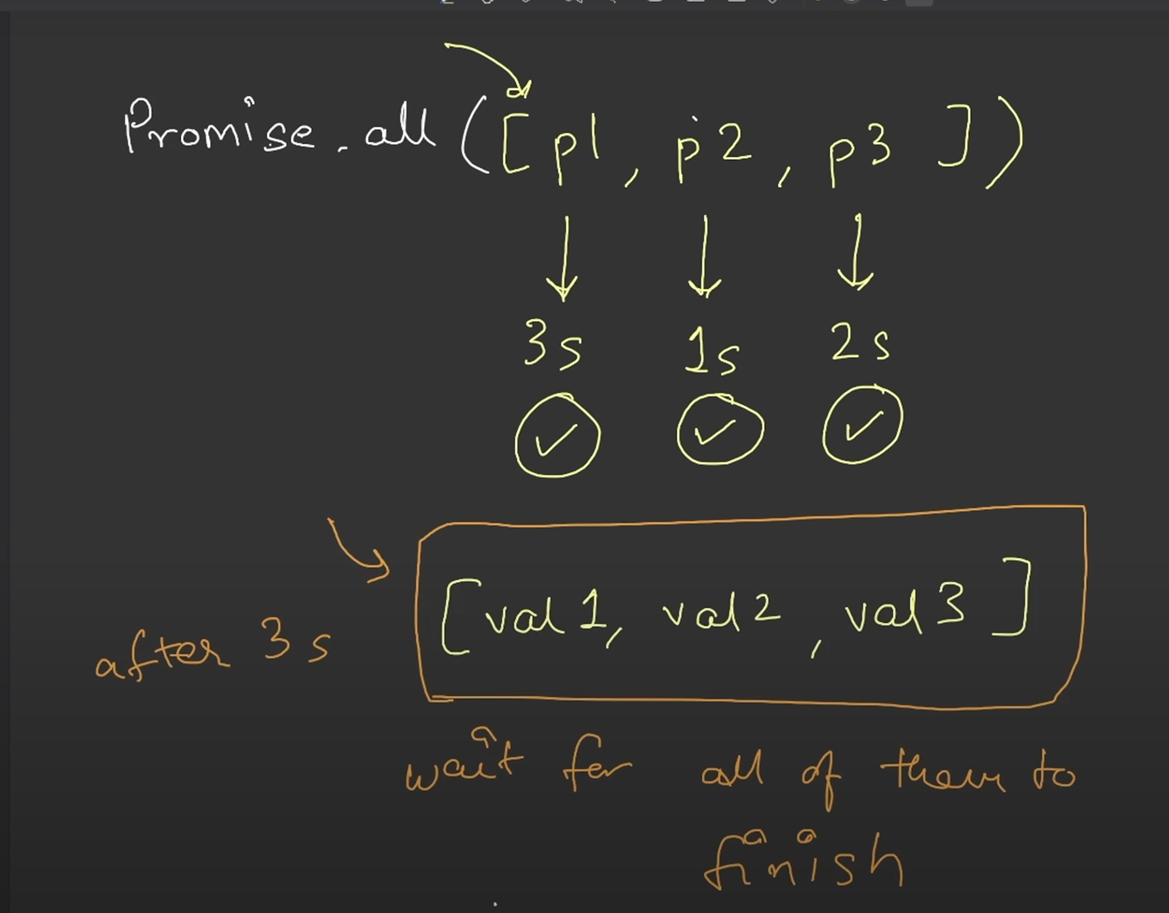 Promise.all([p1, p2, p3])
3s 1s 2s
[val1, val2, val3]
after 3s
wait for all of them to
finish